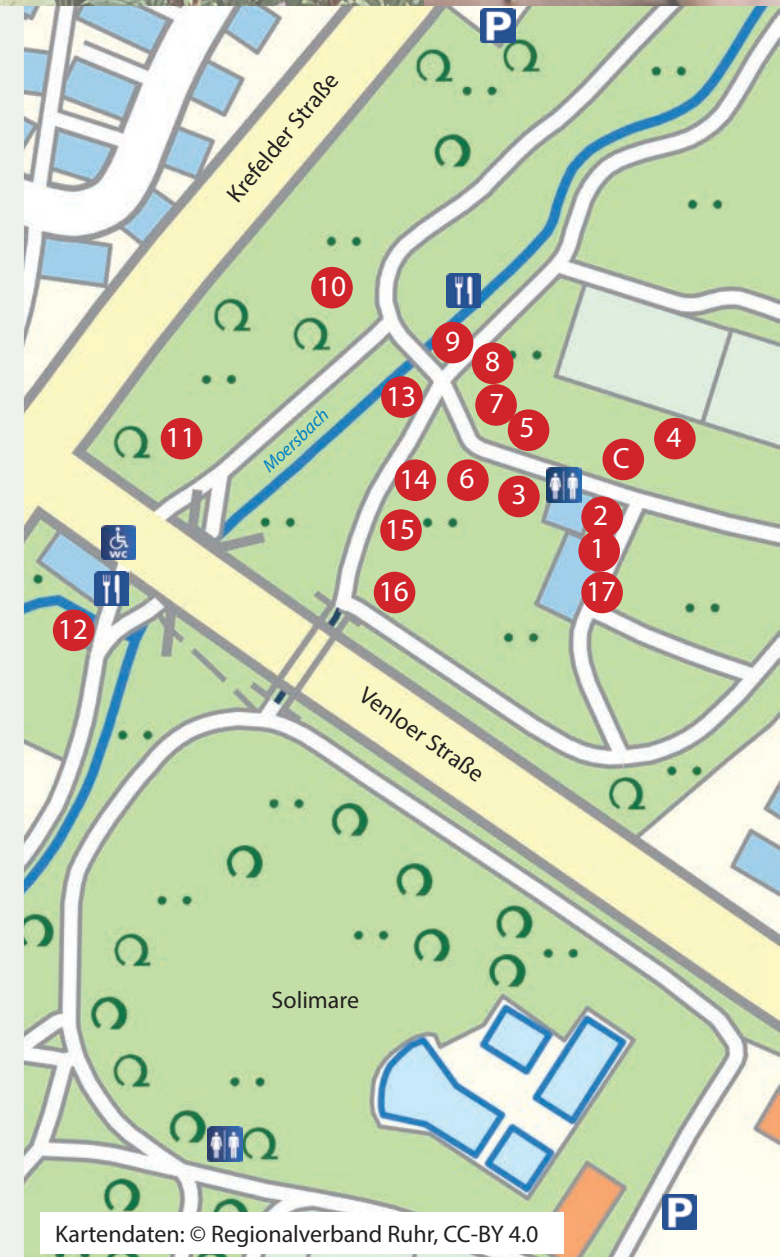 P
Krefelder Straße
10
9
8
13
7
5
11
Moersbach
C
4
14
6
3
2
15
1
WC
16
17
12
Venloer Straße
Solimare
P
Kartendaten: © Regionalverband Ruhr, CC-BY 4.0